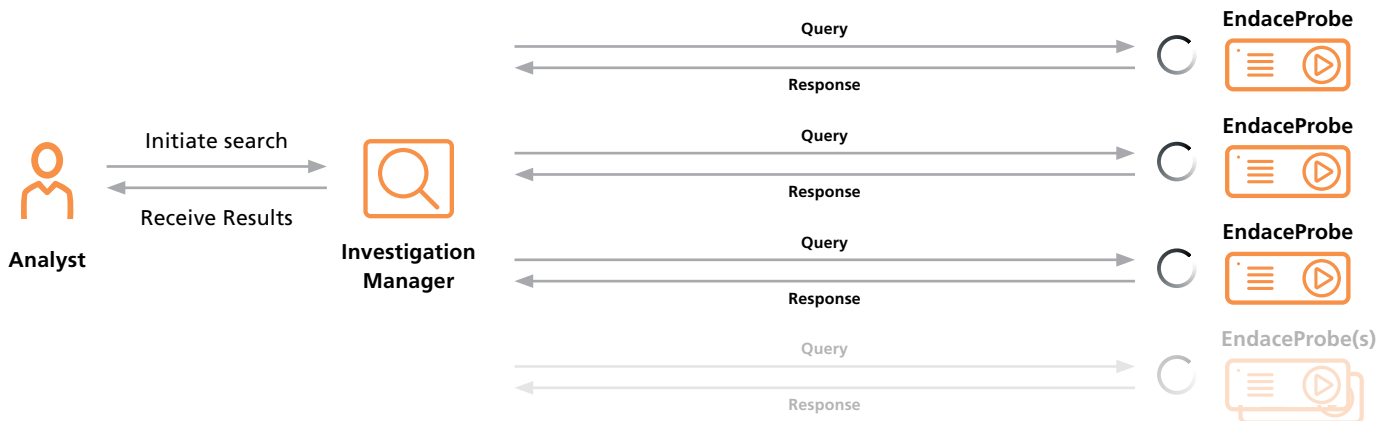 Query
EndaceProbe
Response
Initiate search
Receive Results
Analyst
Investigation
Manager
Query
EndaceProbe
Response
Query
EndaceProbe
Response
Query
EndaceProbe(s)
Response